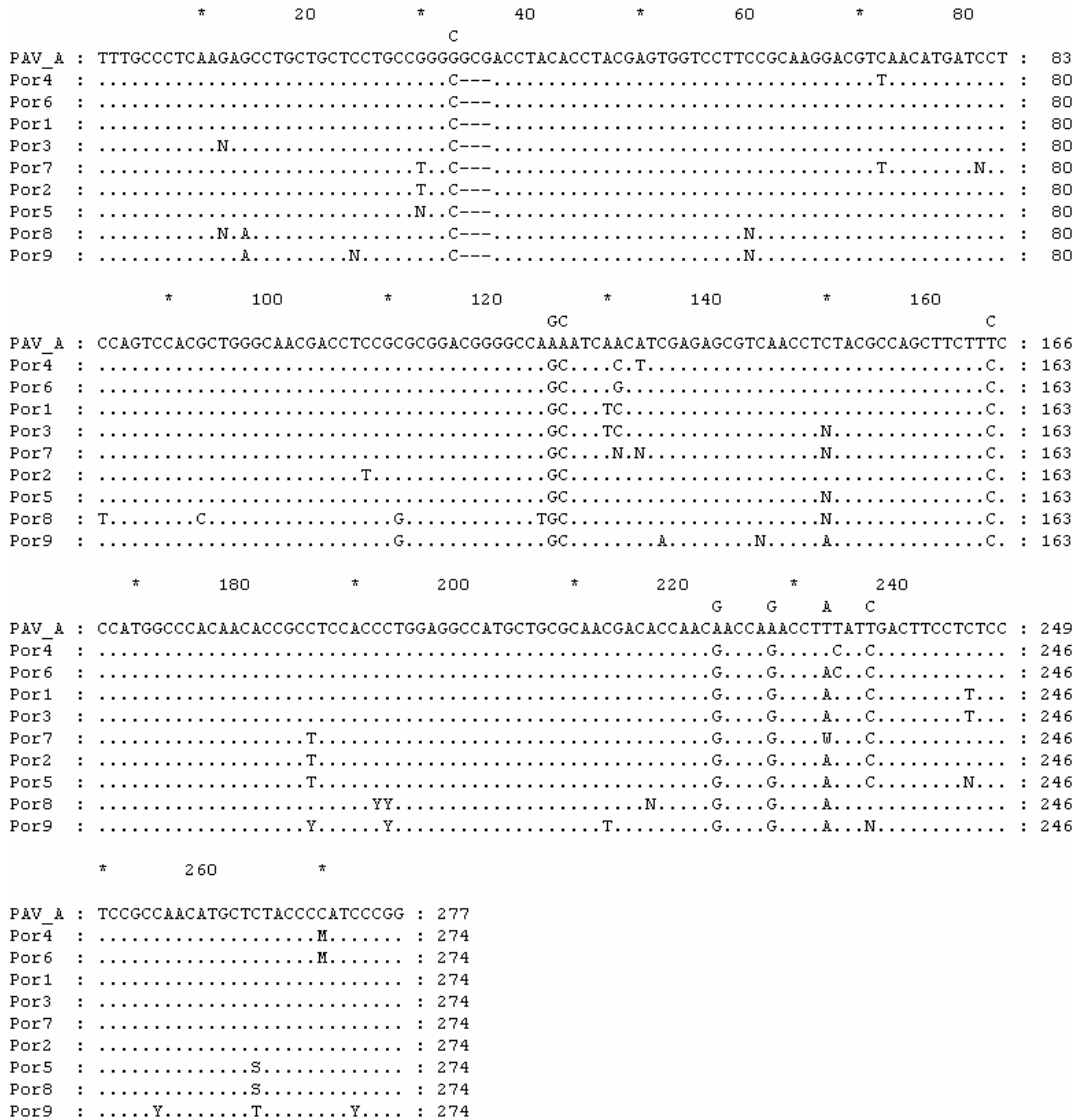 * 20 * 40 * 60 * 80
C
PAV_A : TTTGCCCTCAAGAGCCTGCTGCTCCTGCCGGGGGCGACCTACACCTACGAGTGGTCCTTCCGCAAGGACGTCAACATGATCCT : 83
Por4 : ................................C---...................................T........... : 80
Por6 : ................................C---............................................... : 80
Por1 : ................................C---............................................... : 80
Por3 : ...........N....................C---............................................... : 80
Por7 : .............................T..C---...................................T........N.. : 80
Por2 : .............................T..C---............................................... : 80
Por5 : .............................N..C---............................................... : 80
Por8 : ...........N.A..................C---.......................N....................... : 80
Por9 : .............A.........N........C---.......................N....................... : 80
* 100 * 120 * 140 * 160
GC C
PAV_A : CCAGTCCACGCTGGGCAACGACCTCCGCGCGGACGGGGCCAAAATCAACATCGAGAGCGTCAACCTCTACGCCAGCTTCTTTC : 166
Por4 : .........................................GC....C.T...............................C. : 163
Por6 : .........................................GC....G.................................C. : 163
Por1 : .........................................GC...TC.................................C. : 163
Por3 : .........................................GC...TC..................N..............C. : 163
Por7 : .........................................GC....N.N................N..............C. : 163
Por2 : ........................T................GC......................................C. : 163
Por5 : .........................................GC.......................N..............C. : 163
Por8 : T........C.................G............TGC.......................N..............C. : 163
Por9 : ...........................G.............GC........A........N.....A..............C. : 163
* 180 * 200 * 220 * 240
G G A C
PAV_A : CCATGGCCCACAACACCGCCTCCACCCTGGAGGCCATGCTGCGCAACGACACCAACAACCAAACCTTTATTGACTTCCTCTCC : 249
Por4 : ........................................................G....G.....C..C............ : 246
Por6 : ........................................................G....G....AC..C............ : 246
Por1 : ........................................................G....G....A...C........T... : 246
Por3 : ........................................................G....G....A...C........T... : 246
Por7 : ...................T....................................G....G....W...C............ : 246
Por2 : ...................T....................................G....G....A...C............ : 246
Por5 : ...................T....................................G....G....A...C........N... : 246
Por8 : .........................YY.......................N.....G....G....A................ : 246
Por9 : ...................Y......Y...................T.........G....G....A...N............ : 246
* 260 *
PAV_A : TCCGCCAACATGCTCTACCCCATCCCGG : 277
Por4 : ....................M....... : 274
Por6 : ....................M....... : 274
Por1 : ............................ : 274
Por3 : ............................ : 274
Por7 : ............................ : 274
Por2 : ............................ : 274
Por5 : ..............S............. : 274
Por8 : ..............S............. : 274
Por9 : .....Y........T........Y.... : 274